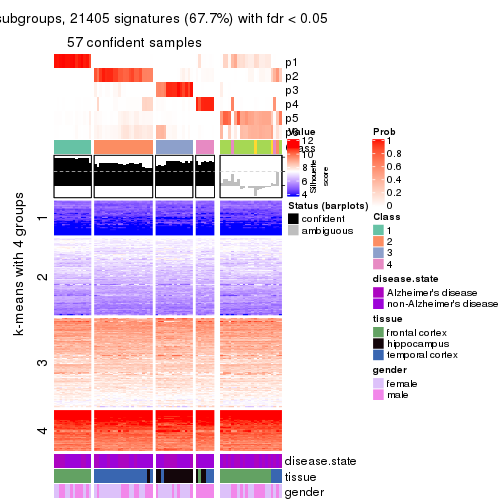 subgroups, 21405 signatures (67.7%) with fdr < 0.05
57 confident samples
p1
p2
p3
p4
p5
Value
12
10
8
6
4
Silhouette
score
Status (barplots)
confident
ambiguous
Prob
1
0.8
0.6
0.4
0.2
0
Class
1
2
3
4
disease.state
Alzheimer's disease
non-Alzheimer's disease
tissue
frontal cortex
hippocampus
temporal cortex
gender
female
male
k-means with 4 groups
1
2
3
4
disease.state
tissue
gender